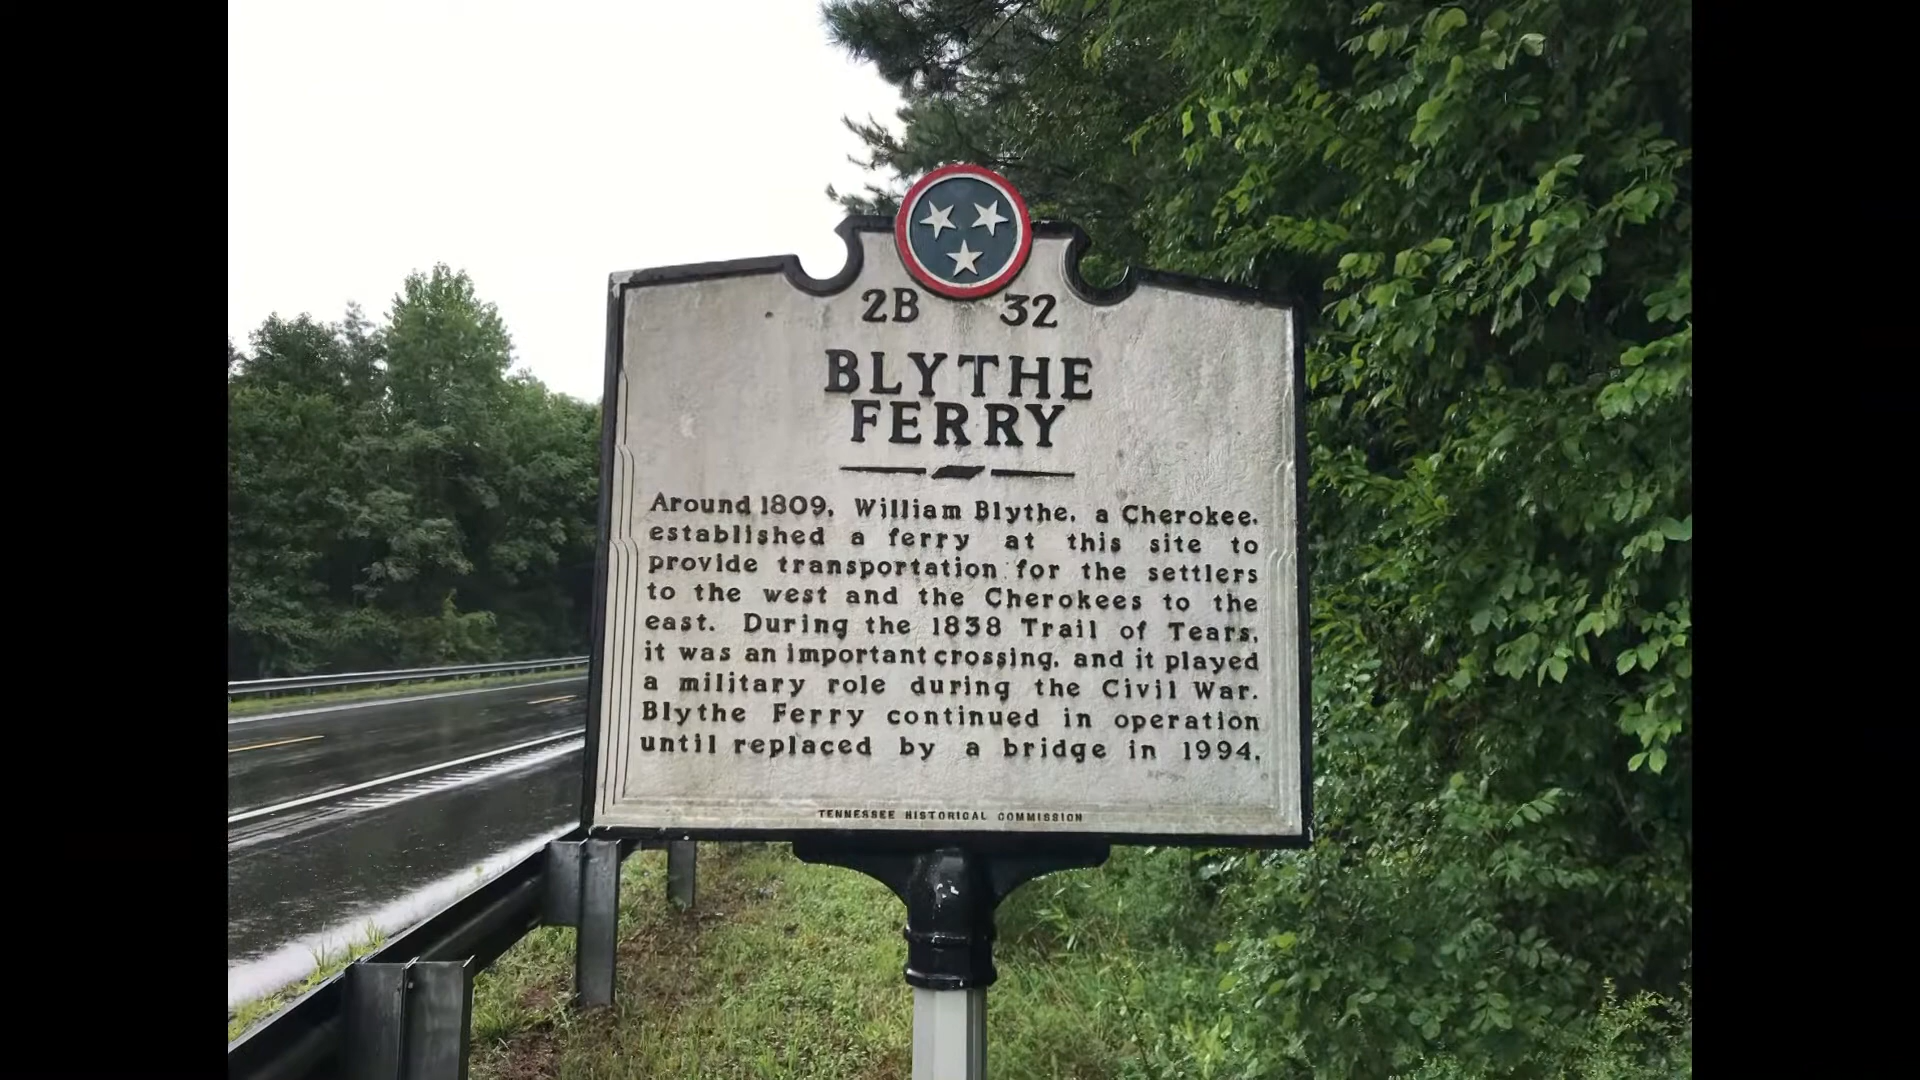 2B 32
BLYTHE
FERRY
Around 1809, William Blythe, a Cherokee,
established a ferry at this site to
provide transportation for the settlers
to the west and the Cherokees to the
east. During the 1838 Trail of Tears,
it was an important crossing, and it played
a military role during the Civil War.
Blythe Ferry continued in operation
until replaced by a bridge in 1994.
TENNESSEE HISTORICAL COMMISSION